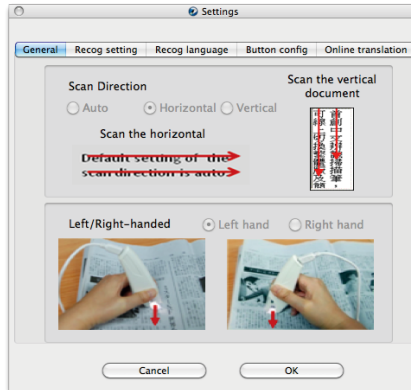 Settings
General Recog setting Recog language Button config Online translation
Scan Direction
Auto Horizontal Vertical
Scan the horizontal
Default setting of the
scan direction is auto
Scan the vertical
document
Left/Right-handed Left hand Right hand
Cancel OK